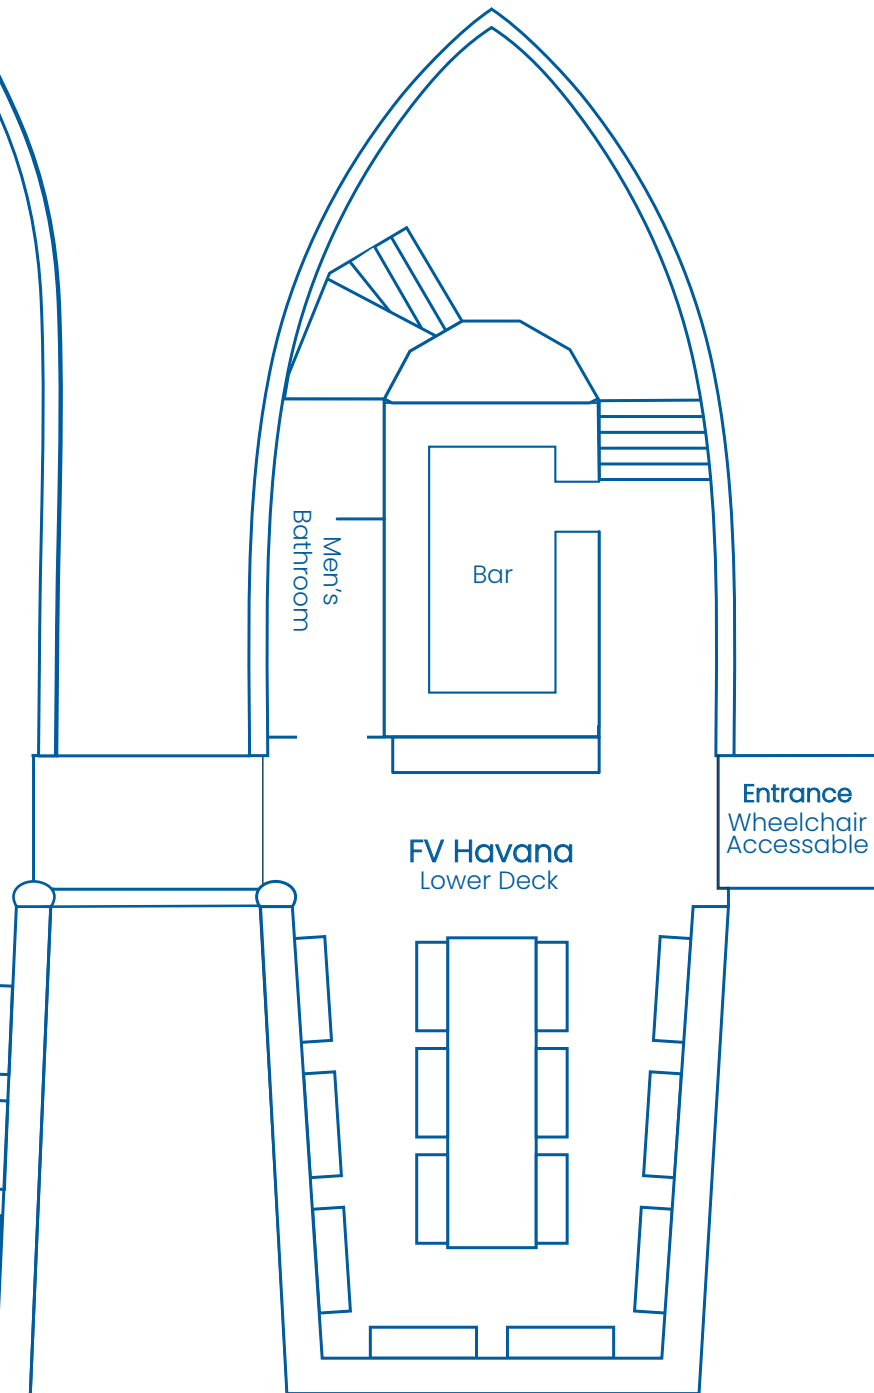 Men's
Bathroom
Bar
Entrance
Wheelchair
Accessable
FV Havana
Lower Deck